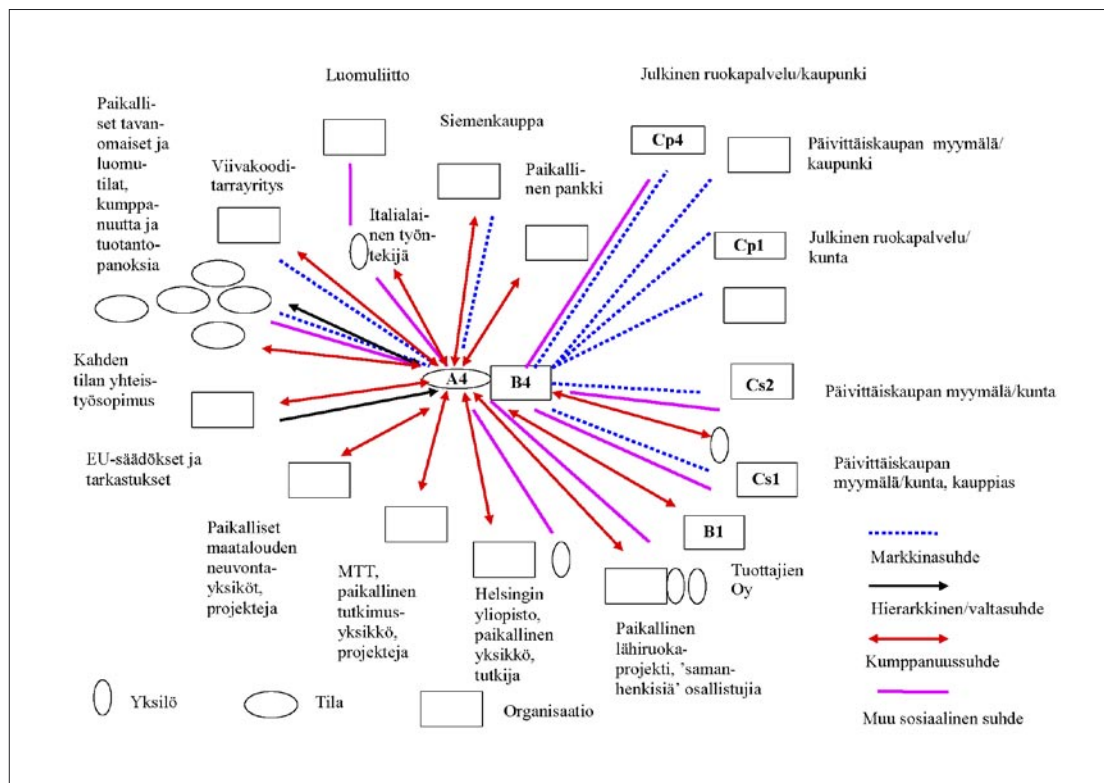 Luomuliitto
Julkinen ruokapalvelu/kaupunki
Paikalli-
set tavan-
omaiset ja
luomu-
tilat,
kumppa-
nuutta ja
tuotanto-
panoksia
Viivakoodi-
tarrayritys
Siemenkauppa
Paikalli-
nen pankki
Italialai-
nen työn-
tekijä
Cp4
Päivittäiskaupan myymälä/
kaupunki
Cp1
Julkinen ruokapalvelu/
kunta
Kahden
tilan yhteis-
työsopimus
A4
B4
Cs2
Päivittäiskaupan myymälä/kunta
EU-säädökset ja
tarkastukset
Cs1
Päivittäiskaupan
myymälä/kunta, kauppias
Paikalliset
maatalouden
neuvonta-
yksiköt,
projekteja
MTT,
paikallinen
tutkimus-
yksikkö,
projekteja
Helsingin
yliopisto,
paikallinen
yksikkö,
tutkija
B1
Tuottajien
Oy
Paikallinen
lähiruoka-
projekti, ’saman-
henkisiä’ osallistujia
Markkinasuhde
Hierarkkinen/valtasuhde
Kumppanuussuhde
Muu sosiaalinen suhde
Yksilö
Tila
Organisaatio